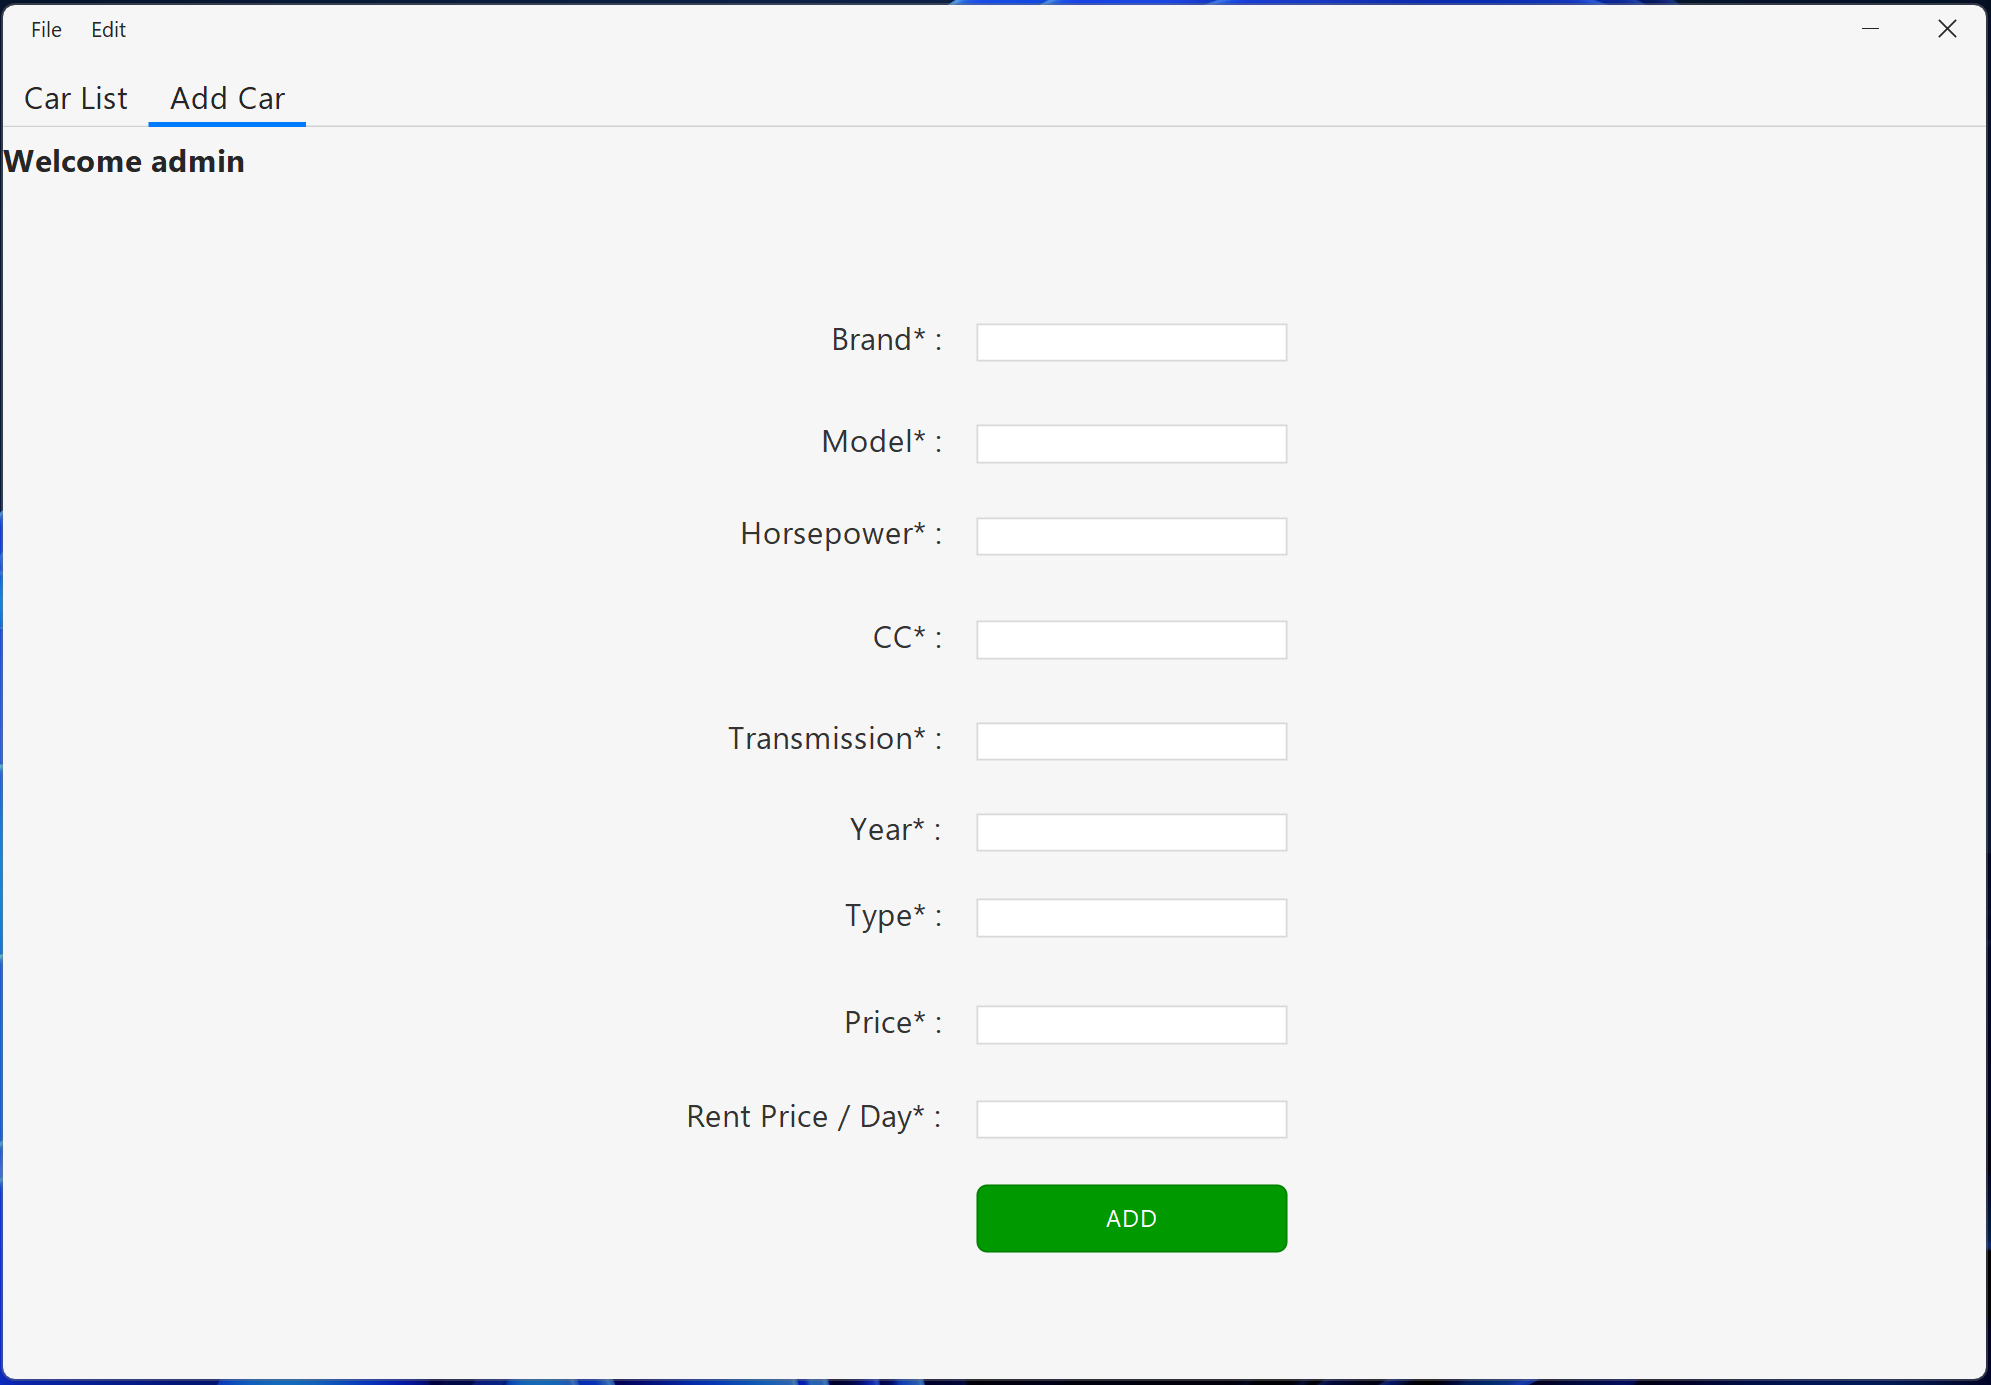 File Edit
Car List Add Car
Welcome admin
Brand* :
Model* :
Horsepower* :
CC* :
Transmission* :
Year* :
Type* :
Price* :
Rent Price / Day* :
ADD